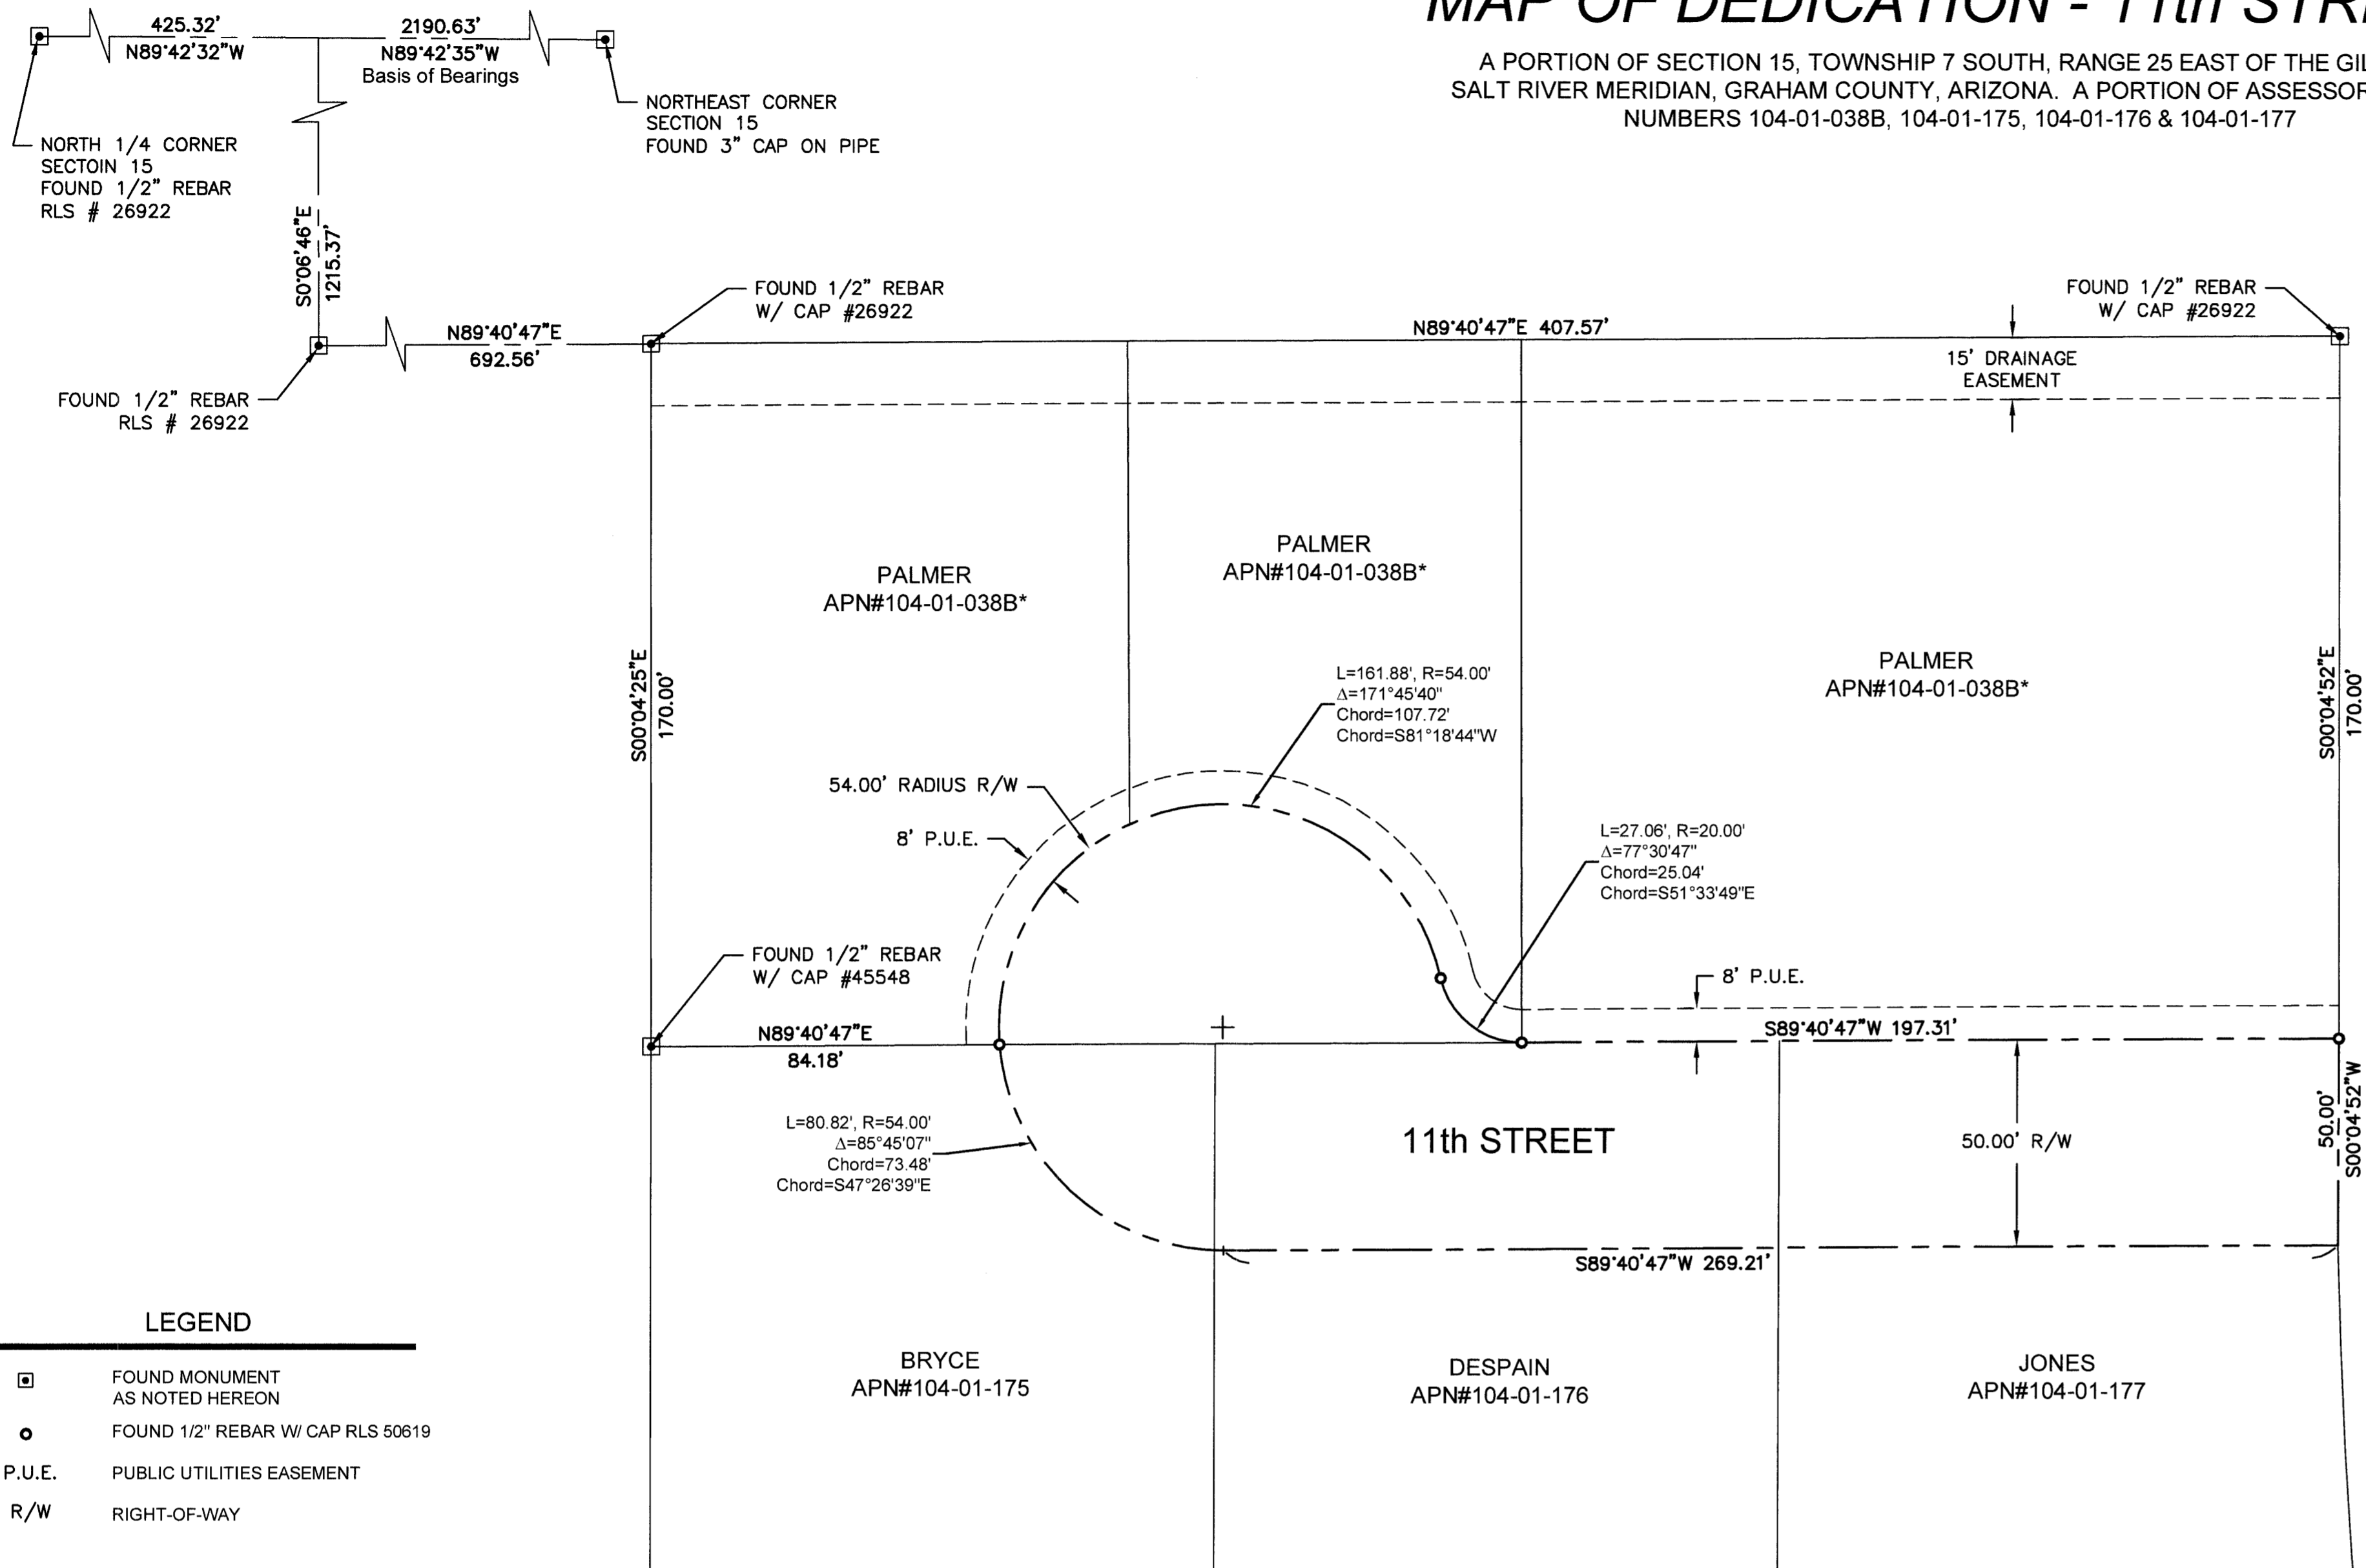 MAP OF DEDICATION - 11th STRE
A PORTION OF SECTION 15, TOWNSHIP 7 SOUTH, RANGE 25 EAST OF THE GIL
SALT RIVER MERIDIAN, GRAHAM COUNTY, ARIZONA. A PORTION OF ASSESSOR
NUMBERS 104-01-038B, 104-01-175, 104-01-176 & 104-01-177
425.32'
N89°42'32"W
2190.63'
N89°42'35"W
Basis of Bearings
NORTHEAST CORNER
SECTION 15
FOUND 3" CAP ON PIPE
NORTH 1/4 CORNER
SECTOIN 15
FOUND 1/2" REBAR
RLS # 26922
S0°06'46"E
1215.37'
FOUND 1/2" REBAR
RLS # 26922
N89°40'47"E
692.56'
FOUND 1/2" REBAR
W/ CAP #26922
N89°40'47"E 407.57'
FOUND 1/2" REBAR
W/ CAP #26922
15' DRAINAGE
EASEMENT
PALMER
APN#104-01-038B*
PALMER
APN#104-01-038B*
PALMER
APN#104-01-038B*
S00°04'25"E
170.00'
S00°04'52"E
170.00'
L=161.88', R=54.00'
Δ=171°45'40"
Chord=107.72'
Chord=S81°18'44"W
54.00' RADIUS R/W
8' P.U.E.
L=27.06', R=20.00'
Δ=77°30'47"
Chord=25.04'
Chord=S51°33'49"E
FOUND 1/2" REBAR
W/ CAP #45548
8' P.U.E.
N89°40'47"E
84.18'
S89°40'47"W 197.31'
L=80.82', R=54.00'
Δ=85°45'07"
Chord=73.48'
Chord=S47°26'39"E
11th STREET
50.00' R/W
50.00'
S00°04'52"W
S89°40'47"W 269.21'
BRYCE
APN#104-01-175
DESPAIN
APN#104-01-176
JONES
APN#104-01-177
LEGEND
FOUND MONUMENT
AS NOTED HEREON
FOUND 1/2" REBAR W/ CAP RLS 50619
P.U.E. PUBLIC UTILITIES EASEMENT
R/W RIGHT-OF-WAY